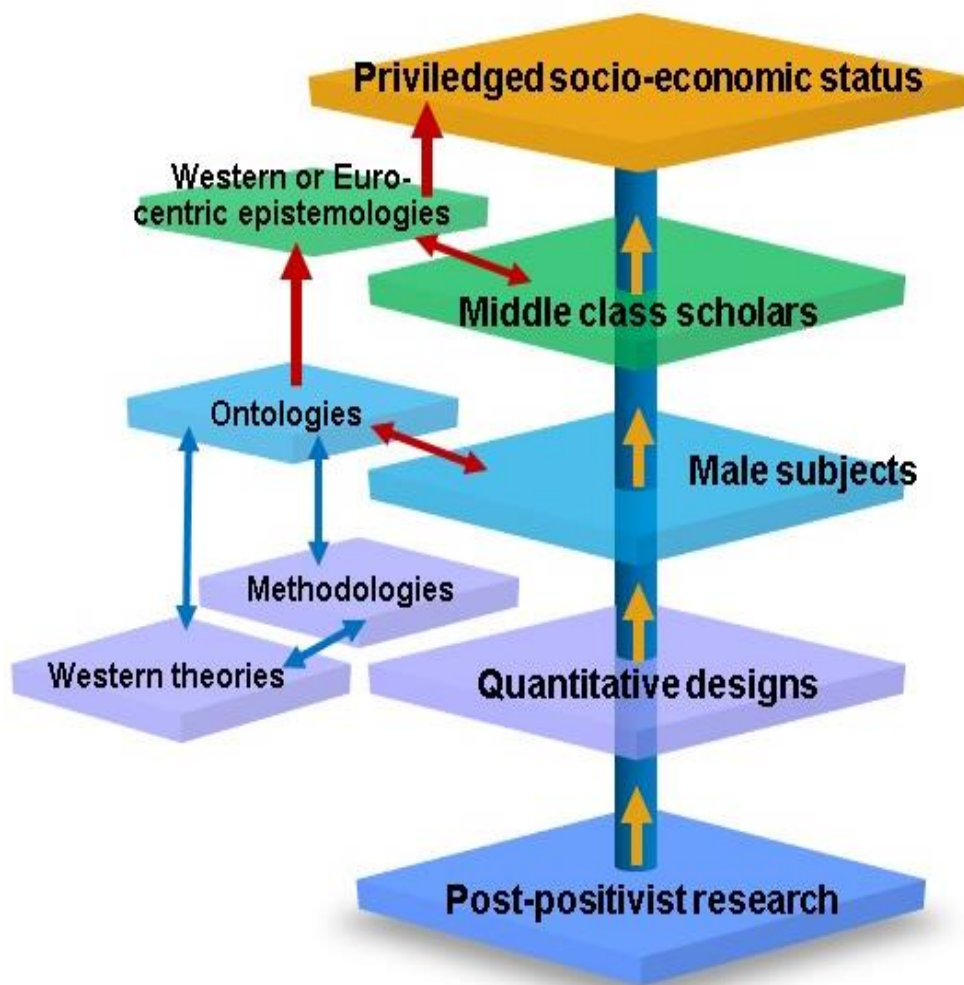 Priviledged socio-economic status
Western or Euro-
centric epistemologies
Middle class scholars
Ontologies
Male subjects
Methodologies
Western theories
Quantitative designs
Post-positivist research